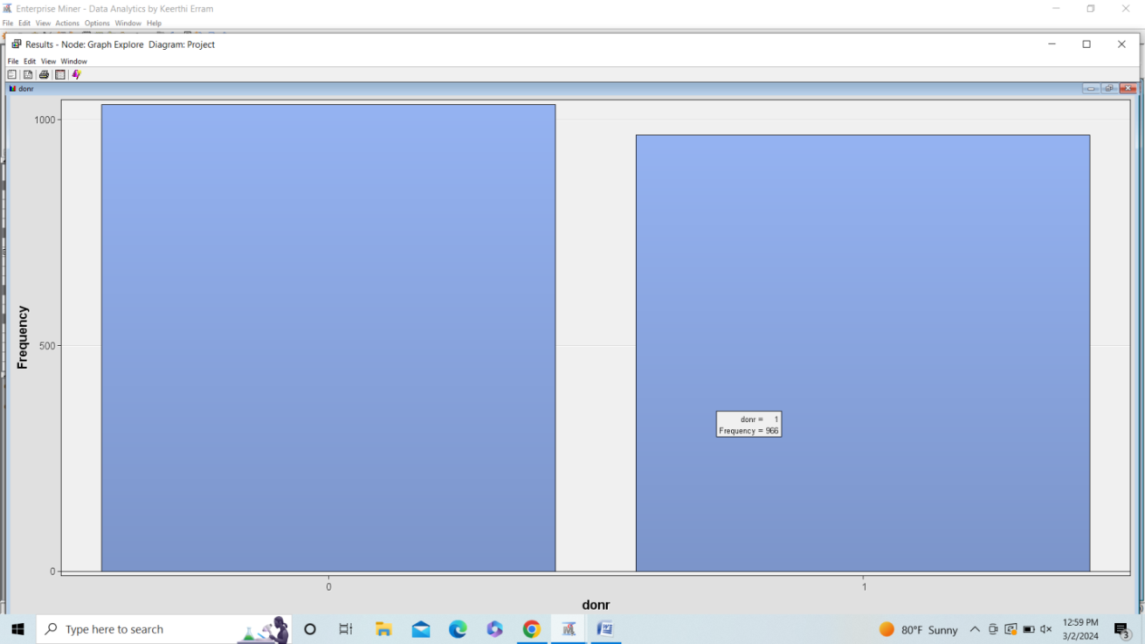 Enterprise Miner - Data Analytics by Keerthi Erram
File Edit View Actions Options Window Help
Results - Node: Graph Explore Diagram: Project
File Edit View Window
donr
1000
500
0
Frequency
donr = 1
Frequency = 966
0 1
donr
Type here to search
80°F Sunny
12:59 PM
3/2/2024
3